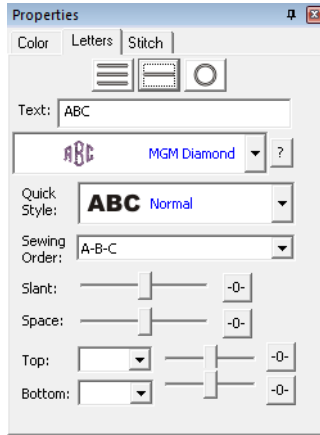 Properties
Color Letters Stitch
Text: ABC
ABC MGM Diamond ?
Quick Style: ABC Normal
Sewing Order: A-B-C
Slant: -0-
Space: -0-
Top: -0-
Bottom: -0-